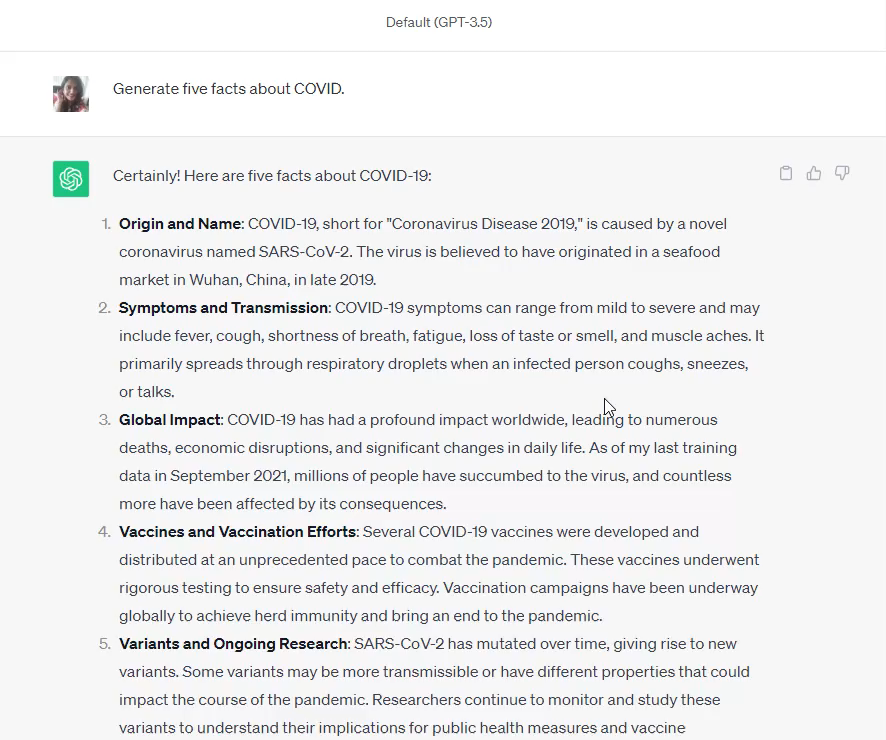 Default (GPT-3.5)
Generate five facts about COVID.
Certainly! Here are five facts about COVID-19:
1. Origin and Name: COVID-19, short for "Coronavirus Disease 2019," is caused by a novel
coronavirus named SARS-CoV-2. The virus is believed to have originated in a seafood
market in Wuhan, China, in late 2019.
2. Symptoms and Transmission: COVID-19 symptoms can range from mild to severe and may
include fever, cough, shortness of breath, fatigue, loss of taste or smell, and muscle aches. It
primarily spreads through respiratory droplets when an infected person coughs, sneezes,
or talks.
3. Global Impact: COVID-19 has had a profound impact worldwide, leading to numerous
deaths, economic disruptions, and significant changes in daily life. As of my last training
data in September 2021, millions of people have succumbed to the virus, and countless
more have been affected by its consequences.
4. Vaccines and Vaccination Efforts: Several COVID-19 vaccines were developed and
distributed at an unprecedented pace to combat the pandemic. These vaccines underwent
rigorous testing to ensure safety and efficacy. Vaccination campaigns have been underway
globally to achieve herd immunity and bring an end to the pandemic.
5. Variants and Ongoing Research: SARS-CoV-2 has mutated over time, giving rise to new
variants. Some variants may be more transmissible or have different properties that could
impact the course of the pandemic. Researchers continue to monitor and study these
variants to understand their implications for public health measures and vaccine